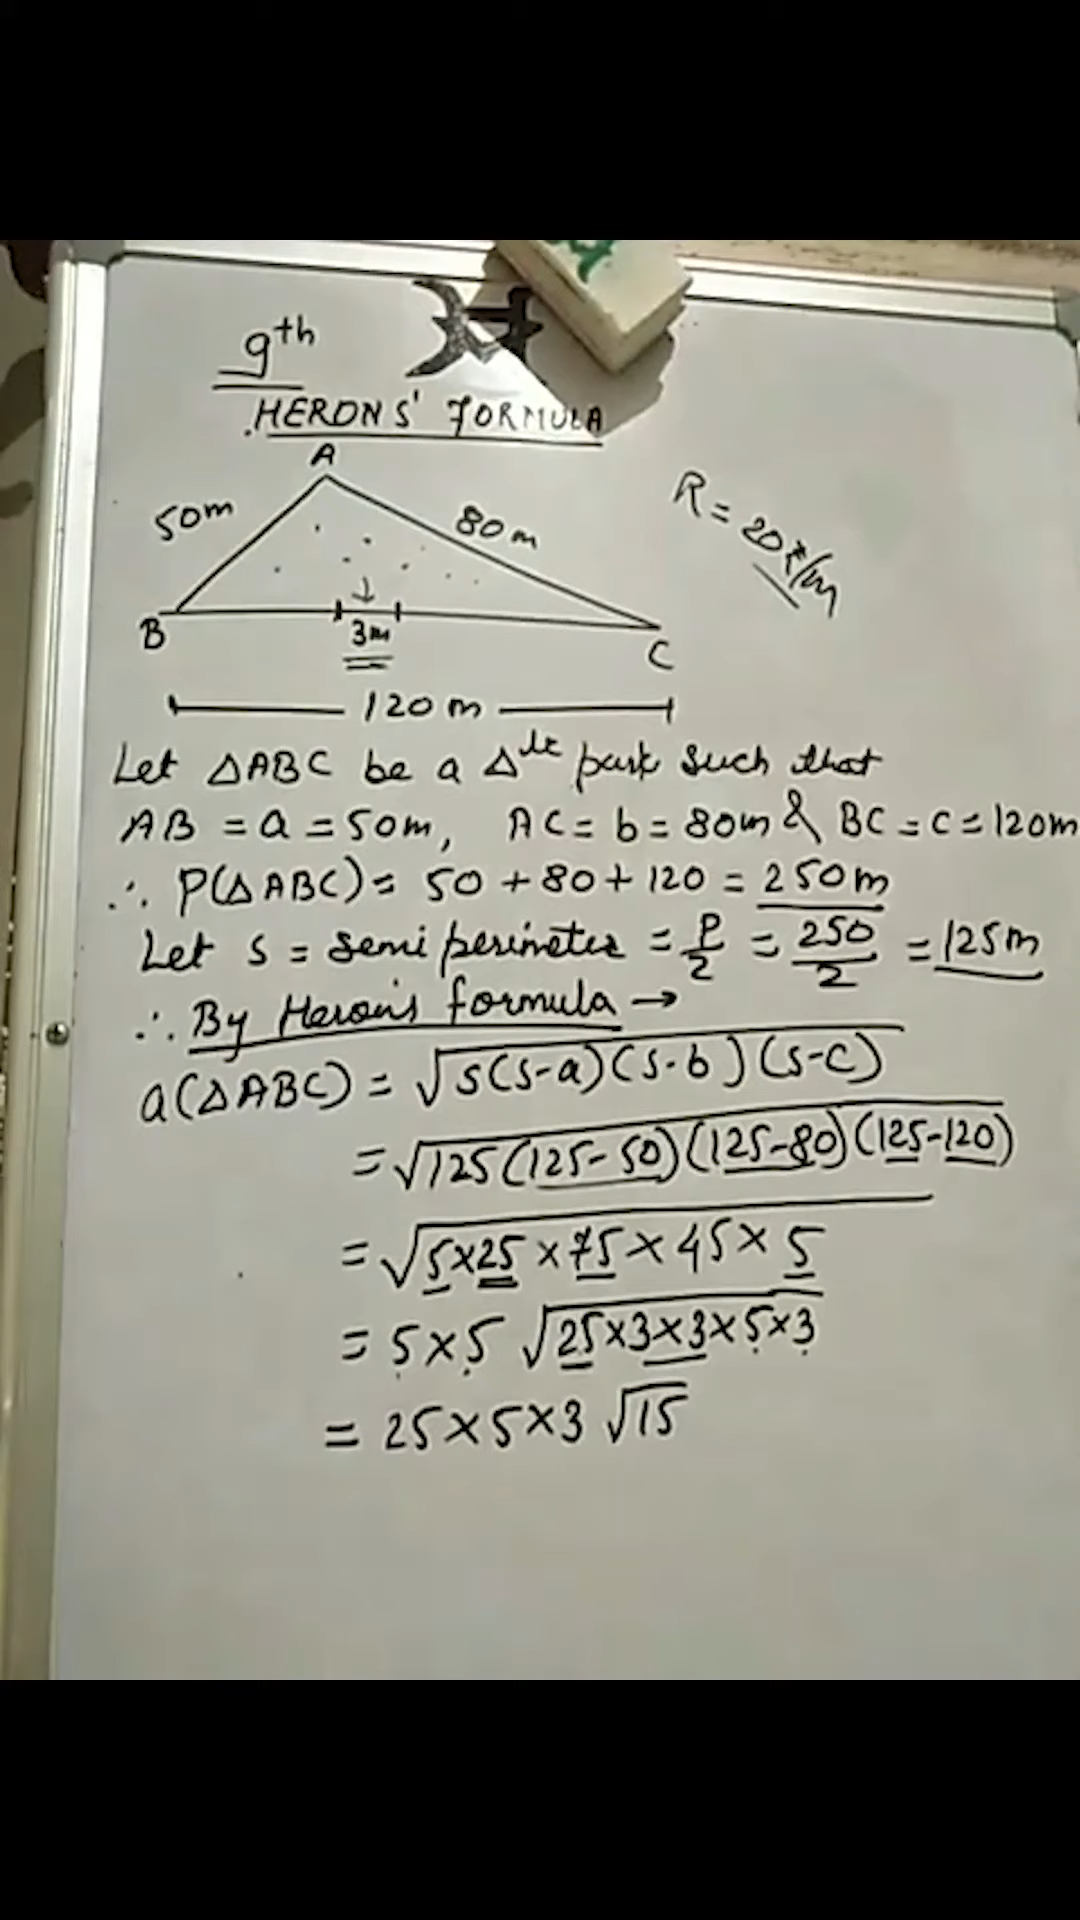 9th
HERONS' FORMULA
A
50m
80m
R = 20₹/m
B
3m
C
120 m
Let △ABC be a △le park such that
AB = a = 50m, AC = b = 80m & BC = c = 120m
∴ P(△ABC) = 50 + 80 + 120 = 250m
Let s = semi perimeter = P/2 = 250/2 = 125m
∴ By Heron's formula →
a(△ABC) = √s(s-a)(s-b)(s-c)
= √125(125-50)(125-80)(125-120)
= √5×25×75×45×5
= 5×5 √25×3×3×5×3
= 25×5×3 √15